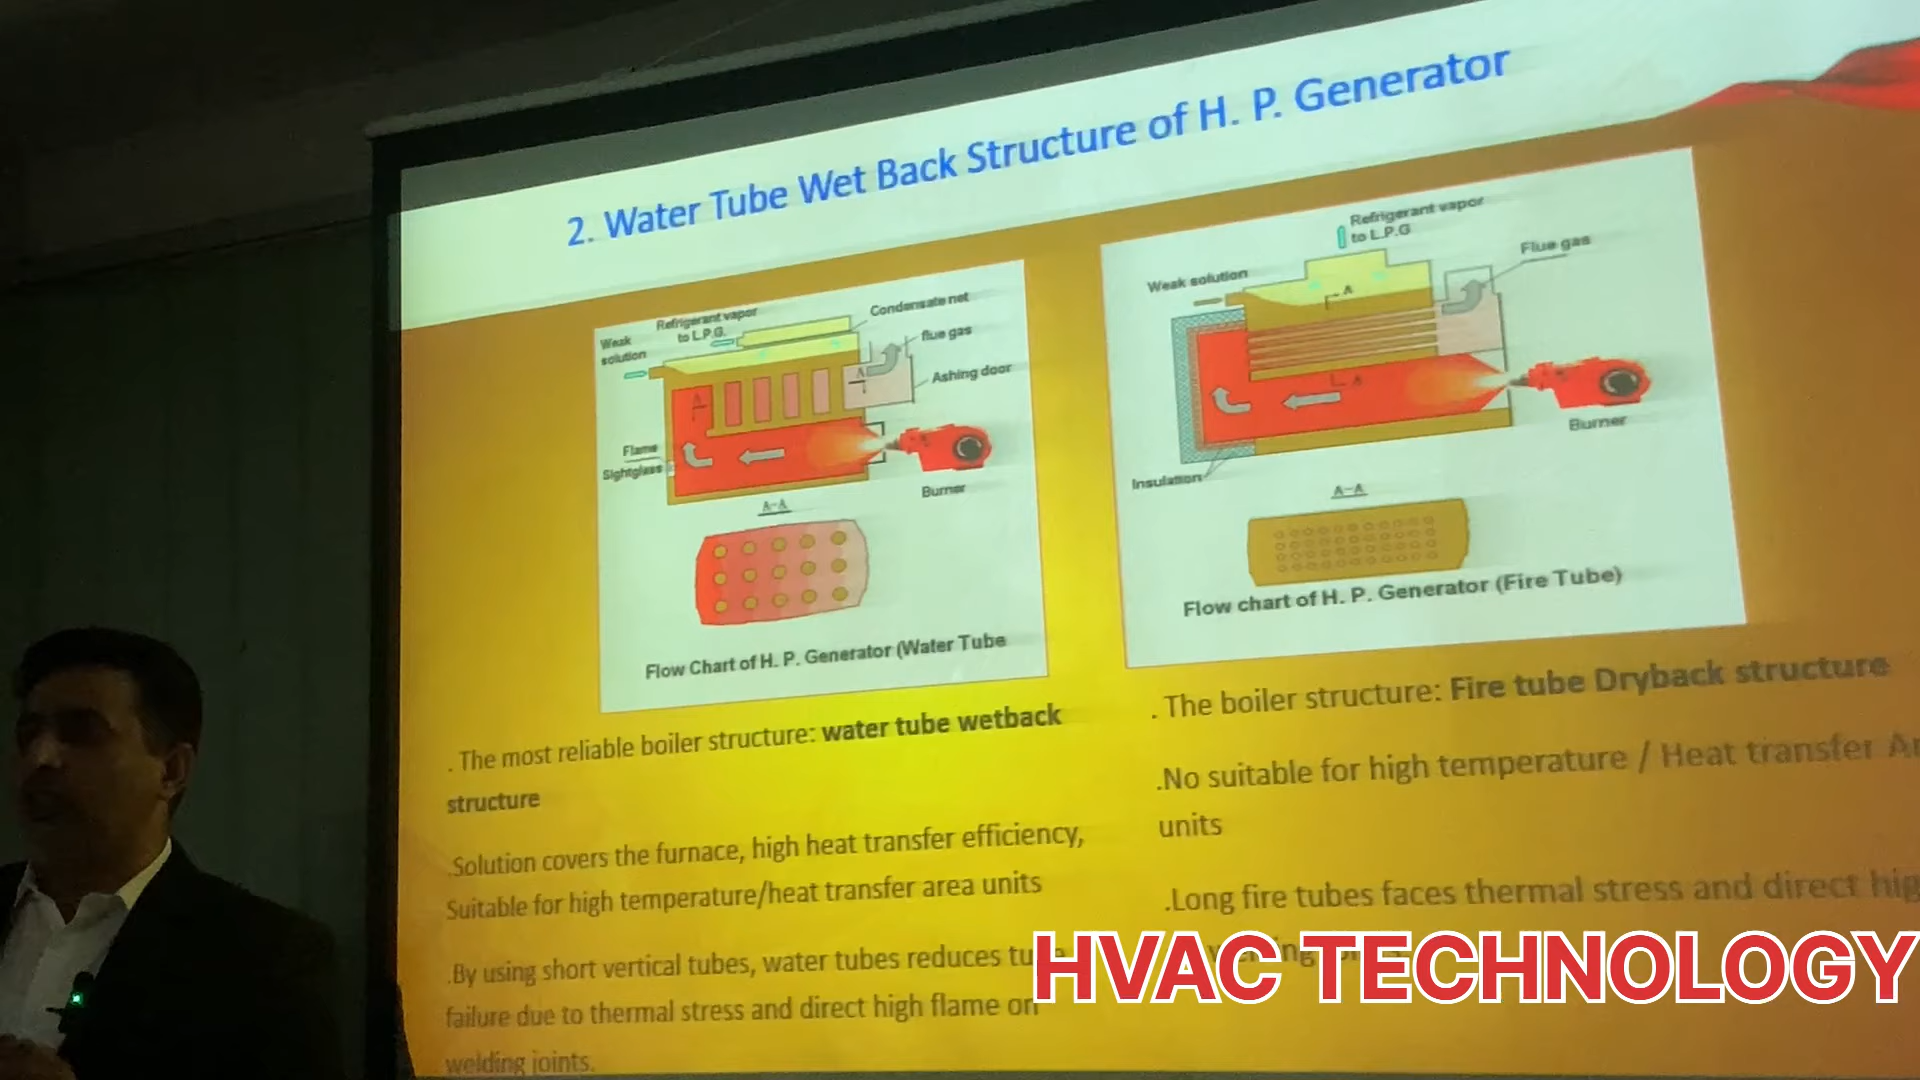 2. Water Tube Wet Back Structure of H. P. Generator
Refrigerant vapor
to L.P.G.
Condensate net
Weak
solution
flue gas
Ashing door
A
A
Flame
Sightglass
Burner
A-A
Flow Chart of H. P. Generator (Water Tube
Refrigerant vapor
to L.P.G
Flue gas
Weak solution
A
A
Burner
Insulation
A-A
Flow chart of H. P. Generator (Fire Tube)
. The most reliable boiler structure: water tube wetback
structure
.Solution covers the furnace, high heat transfer efficiency,
Suitable for high temperature/heat transfer area units
.By using short vertical tubes, water tubes reduces
failure due to thermal stress and direct high flame on
welding joints.
. The boiler structure: Fire tube Dryback structure
.No suitable for high temperature / Heat transfer
units
.Long fire tubes faces thermal stress and direct
HVAC TECHNOLOGY